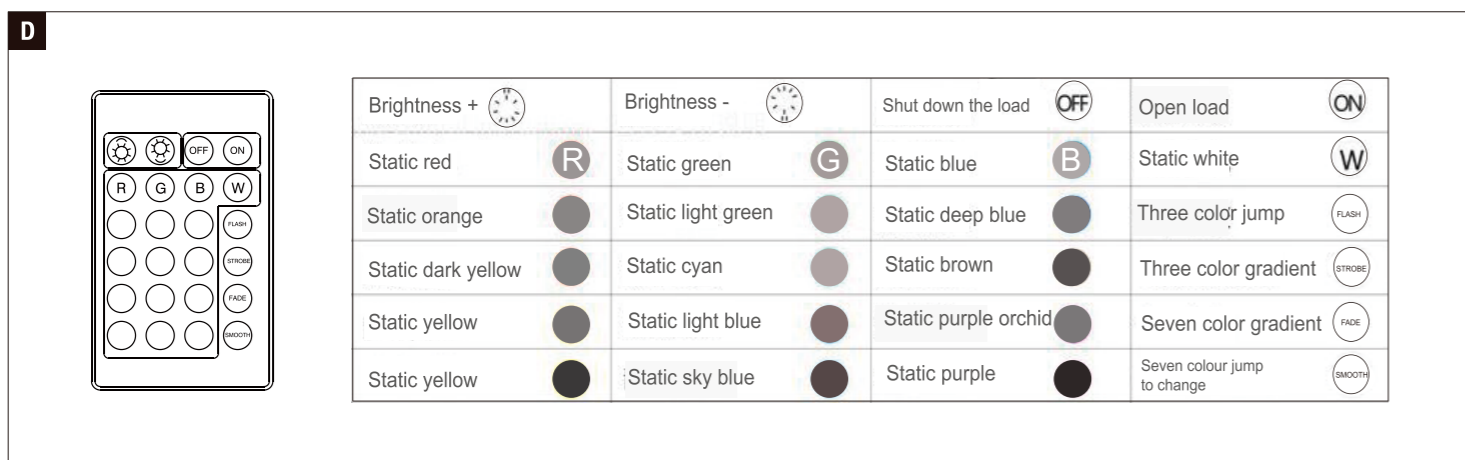 D
OFF ON
R G B W
FLASH
STROBE
FADE
SMOOTH
Brightness + Brightness - Shut down the load OFF Open load ON
Static red R Static green G Static blue B Static white W
Static orange Static light green Static deep blue Three color jump FLASH
Static dark yellow Static cyan Static brown Three color gradient STROBE
Static yellow Static light blue Static purple orchid Seven color gradient FADE
Static yellow Static sky blue Static purple Seven colour jump
to change SMOOTH